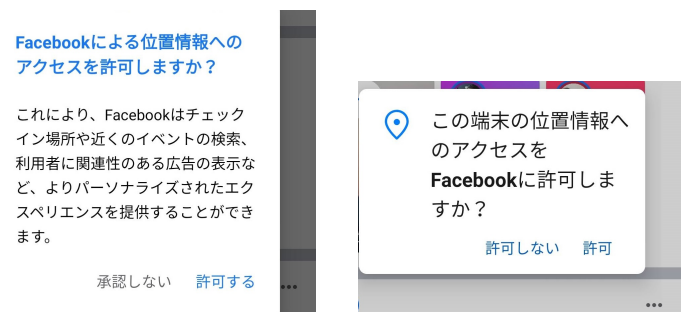 Facebookによる位置情報への
アクセスを許可しますか？
これにより、Facebookはチェック
イン場所や近くのイベントの検索、
利用者に関連性のある広告の表示な
ど、よりパーソナライズされたエク
スペリエンスを提供することができ
ます。
承認しない 許可する
この端末の位置情報へ
のアクセスを
Facebookに許可しま
すか？
許可しない 許可